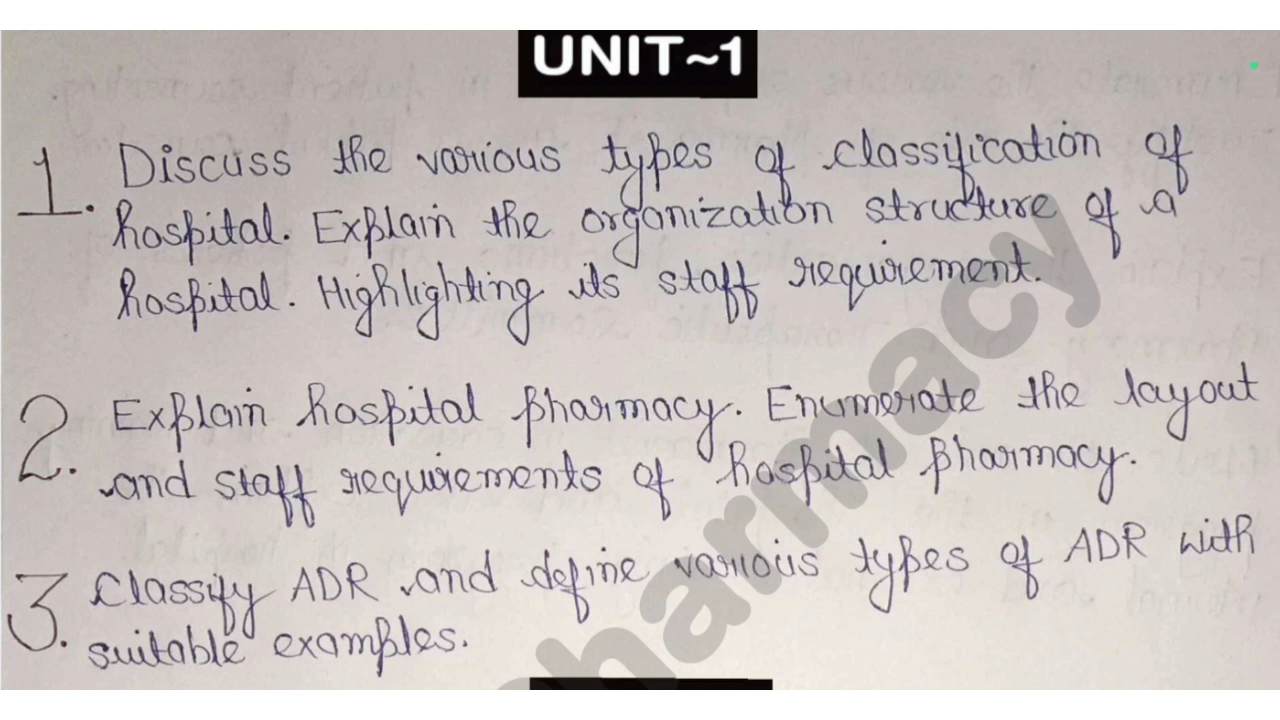 UNIT~1
1. Discuss the various types of classification of
hospital. Explain the organization structure of a
hospital. Highlighting its staff requirement.
2. Explain hospital pharmacy. Enumerate the layout
and staff requirements of hospital pharmacy.
3. Classify ADR and define various types of ADR with
suitable examples.
pharmacy